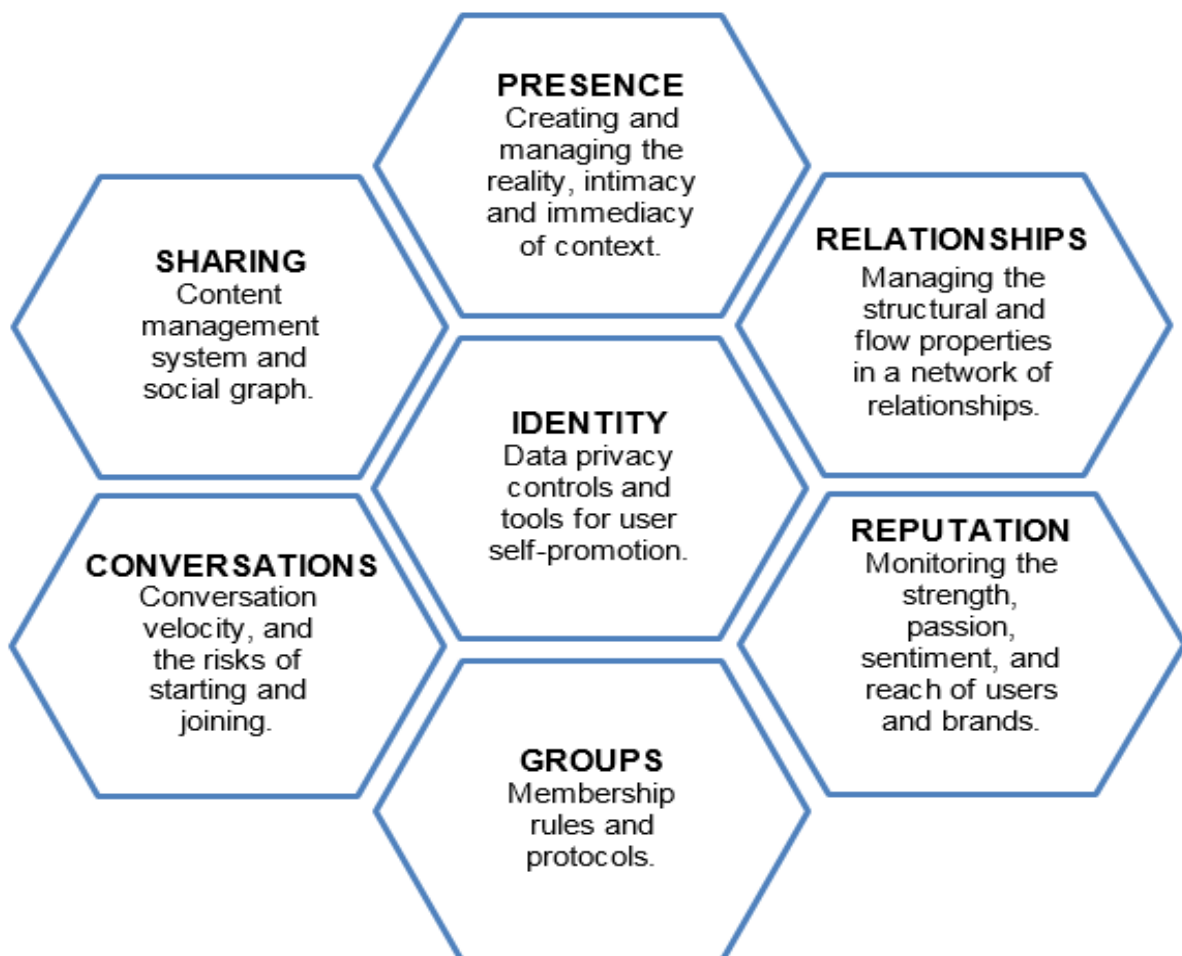 PRESENCE
Creating and
managing the
reality, intimacy
and immediacy
of context.
SHARING
Content
management
system and
social graph.
RELATIONSHIPS
Managing the
structural and
flow properties
in a network of
relationships.
IDENTITY
Data privacy
controls and
tools for user
self-promotion.
CONVERSATIONS
Conversation
velocity, and
the risks of
starting and
joining.
REPUTATION
Monitoring the
strength,
passion,
sentiment, and
reach of users
and brands.
GROUPS
Membership
rules and
protocols.